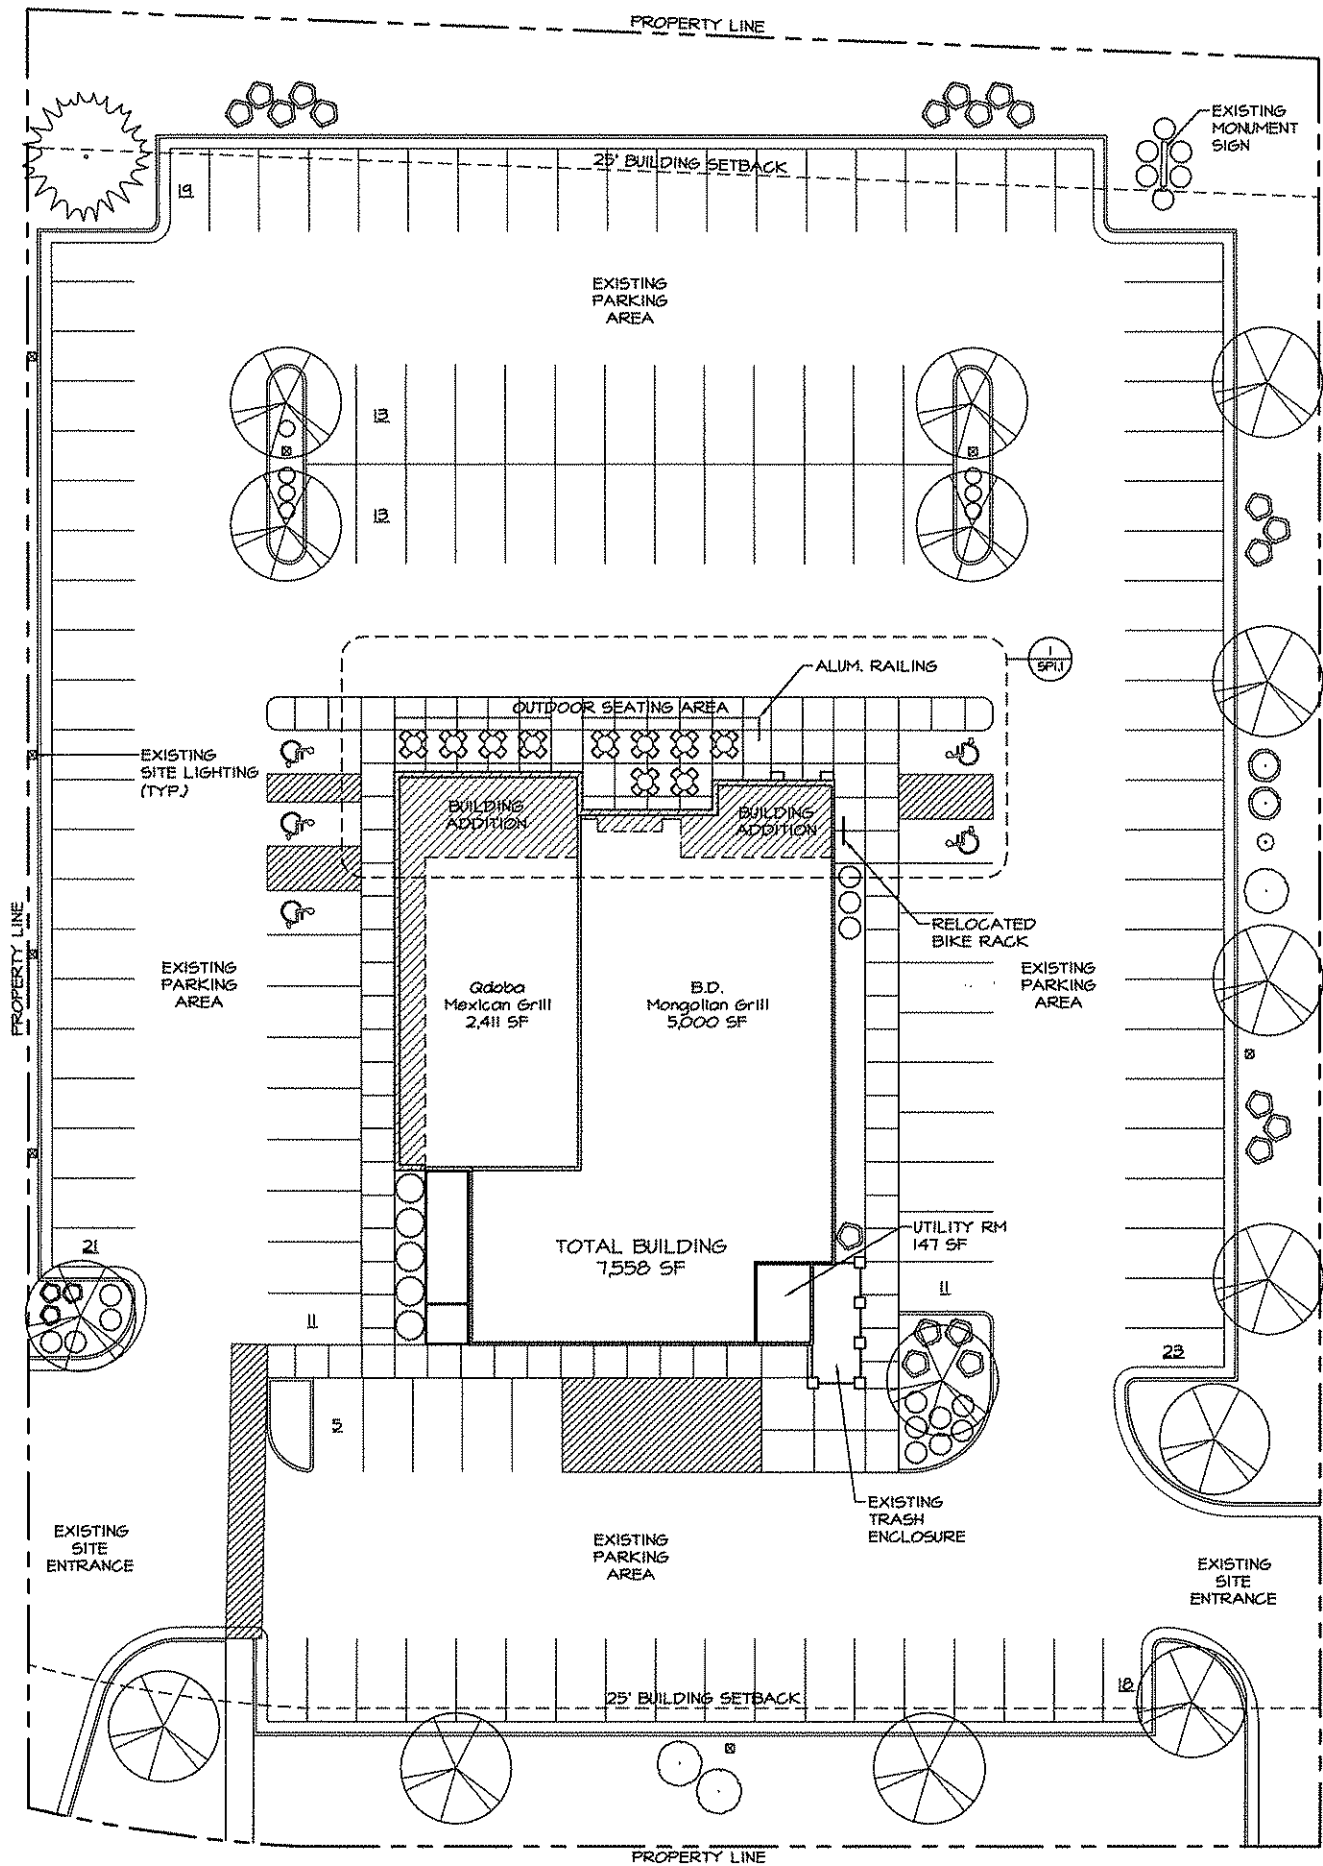 PROPERTY LINE
EXISTING
MONUMENT
SIGN
25' BUILDING SETBACK
19
EXISTING
PARKING
AREA
13
13
1
SP1.1
ALUM. RAILING
OUTDOOR SEATING AREA
EXISTING
SITE LIGHTING
(TYP.)
BUILDING
ADDITION
BUILDING
ADDITION
RELOCATED
BIKE RACK
PROPERTY LINE
EXISTING
PARKING
AREA
Qdoba
Mexican Grill
2,411 SF
B.D.
Mongolian Grill
5,000 SF
EXISTING
PARKING
AREA
UTILITY RM
147 SF
TOTAL BUILDING
7,558 SF
21
11
11
23
5
EXISTING
TRASH
ENCLOSURE
EXISTING
SITE
ENTRANCE
EXISTING
PARKING
AREA
EXISTING
SITE
ENTRANCE
18
25' BUILDING SETBACK
PROPERTY LINE